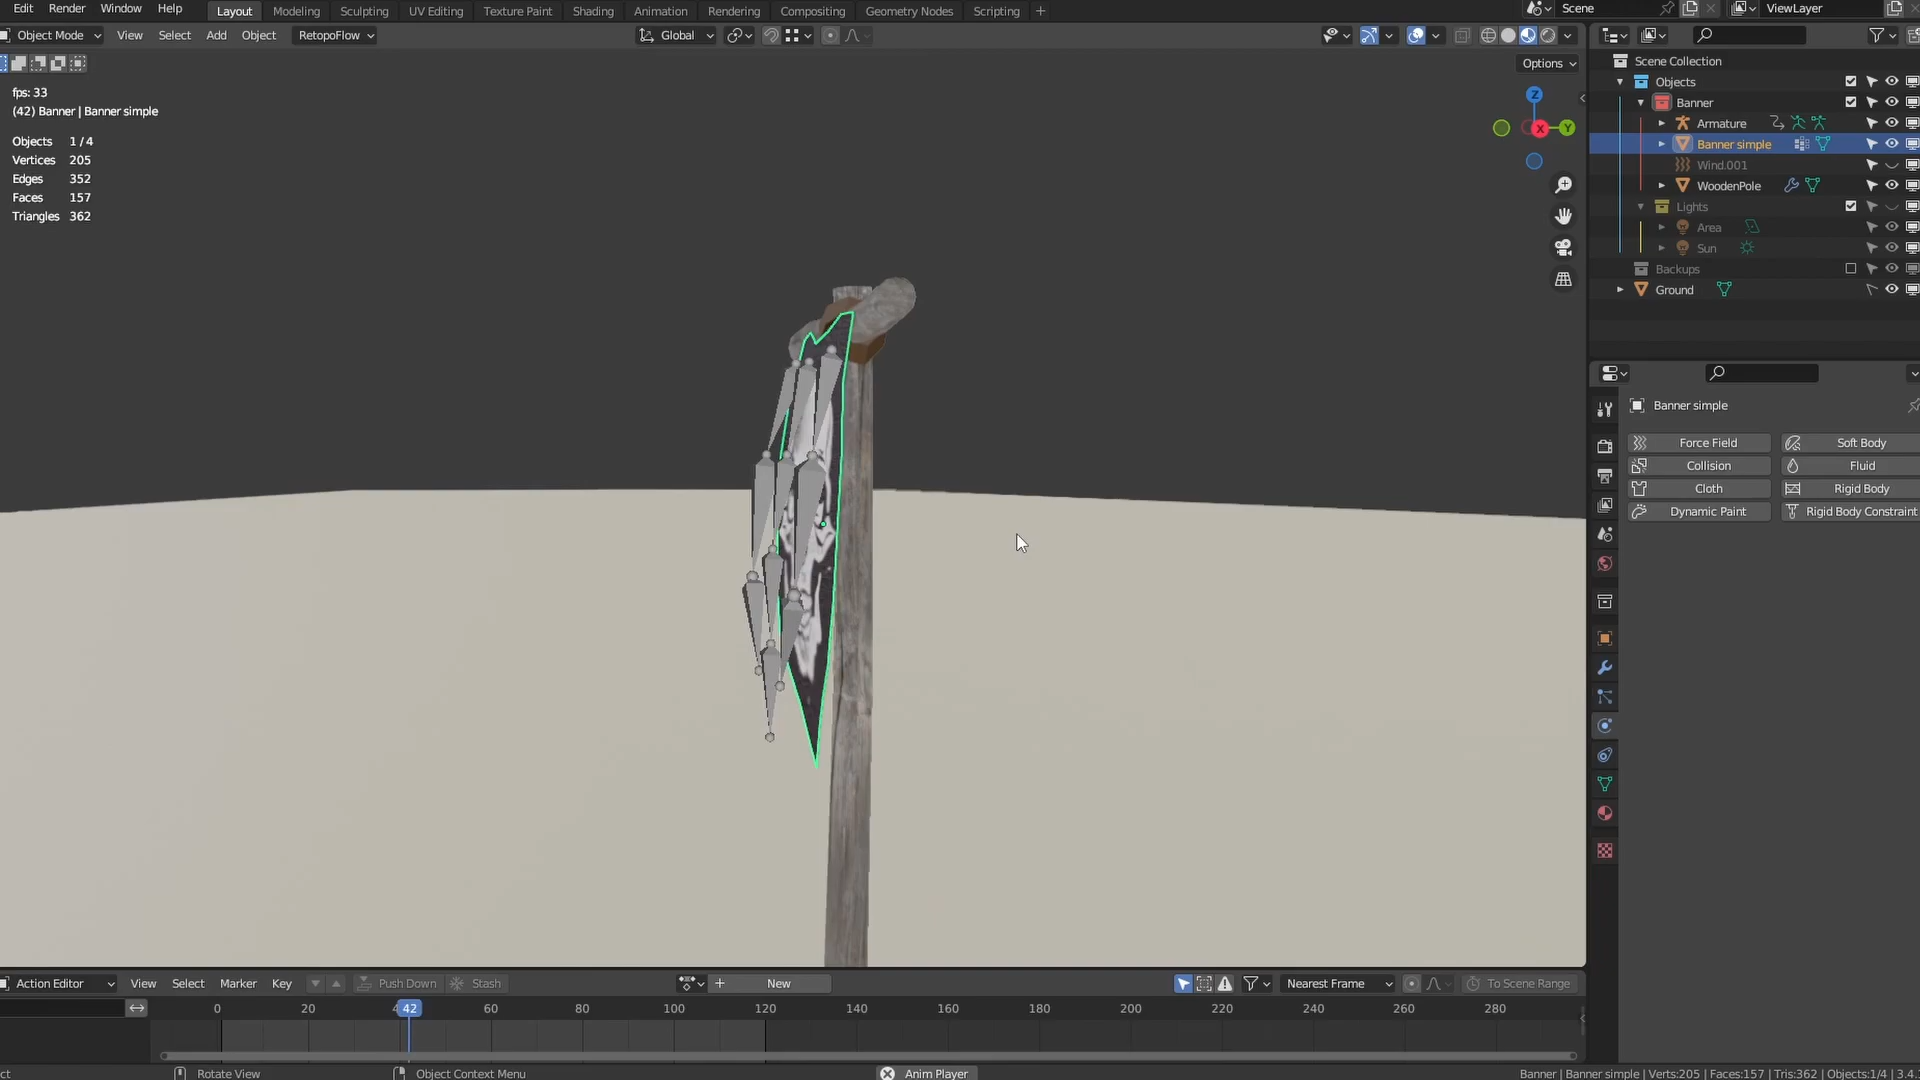 Edit Render Window Help Layout Modeling Sculpting UV Editing Texture Paint Shading Animation Rendering Compositing Geometry Nodes Scripting + Scene ViewLayer
Object Mode View Select Add Object RetopoFlow Global
Options
fps: 33
(42) Banner | Banner simple
Objects 1 / 4
Vertices 205
Edges 352
Faces 157
Triangles 362
Z
X
Y
Scene Collection
Objects
Banner
Armature
Banner simple
Wind.001
WoodenPole
Lights
Area
Sun
Backups
Ground
Banner simple
Force Field Soft Body
Collision Fluid
Cloth Rigid Body
Dynamic Paint Rigid Body Constraint
Action Editor View Select Marker Key Push Down Stash + New Nearest Frame To Scene Range
0 20 42 60 80 100 120 140 160 180 200 220 240 260 280
ct Rotate View Object Context Menu Anim Player Banner | Banner simple | Verts:205 | Faces:157 | Tris:362 | Objects:1/4 | 3.4.